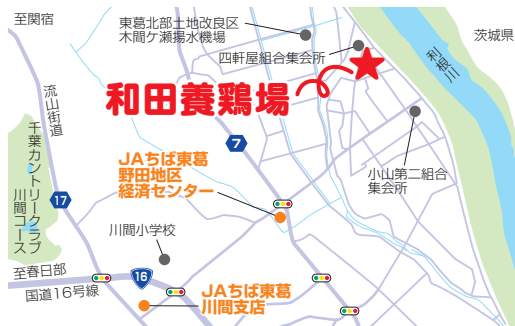 至関宿
東葛北部土地改良区
木間ケ瀬揚水機場
四軒屋組合集会所
茨城県
利根川
和田養鶏場
流山街道
7
JAちば東葛
野田地区
経済センター
小山第二組合
集会所
千葉カントリークラブ
川間コース
17
川間小学校
至春日部
16
国道16号線
JAちば東葛
川間支店